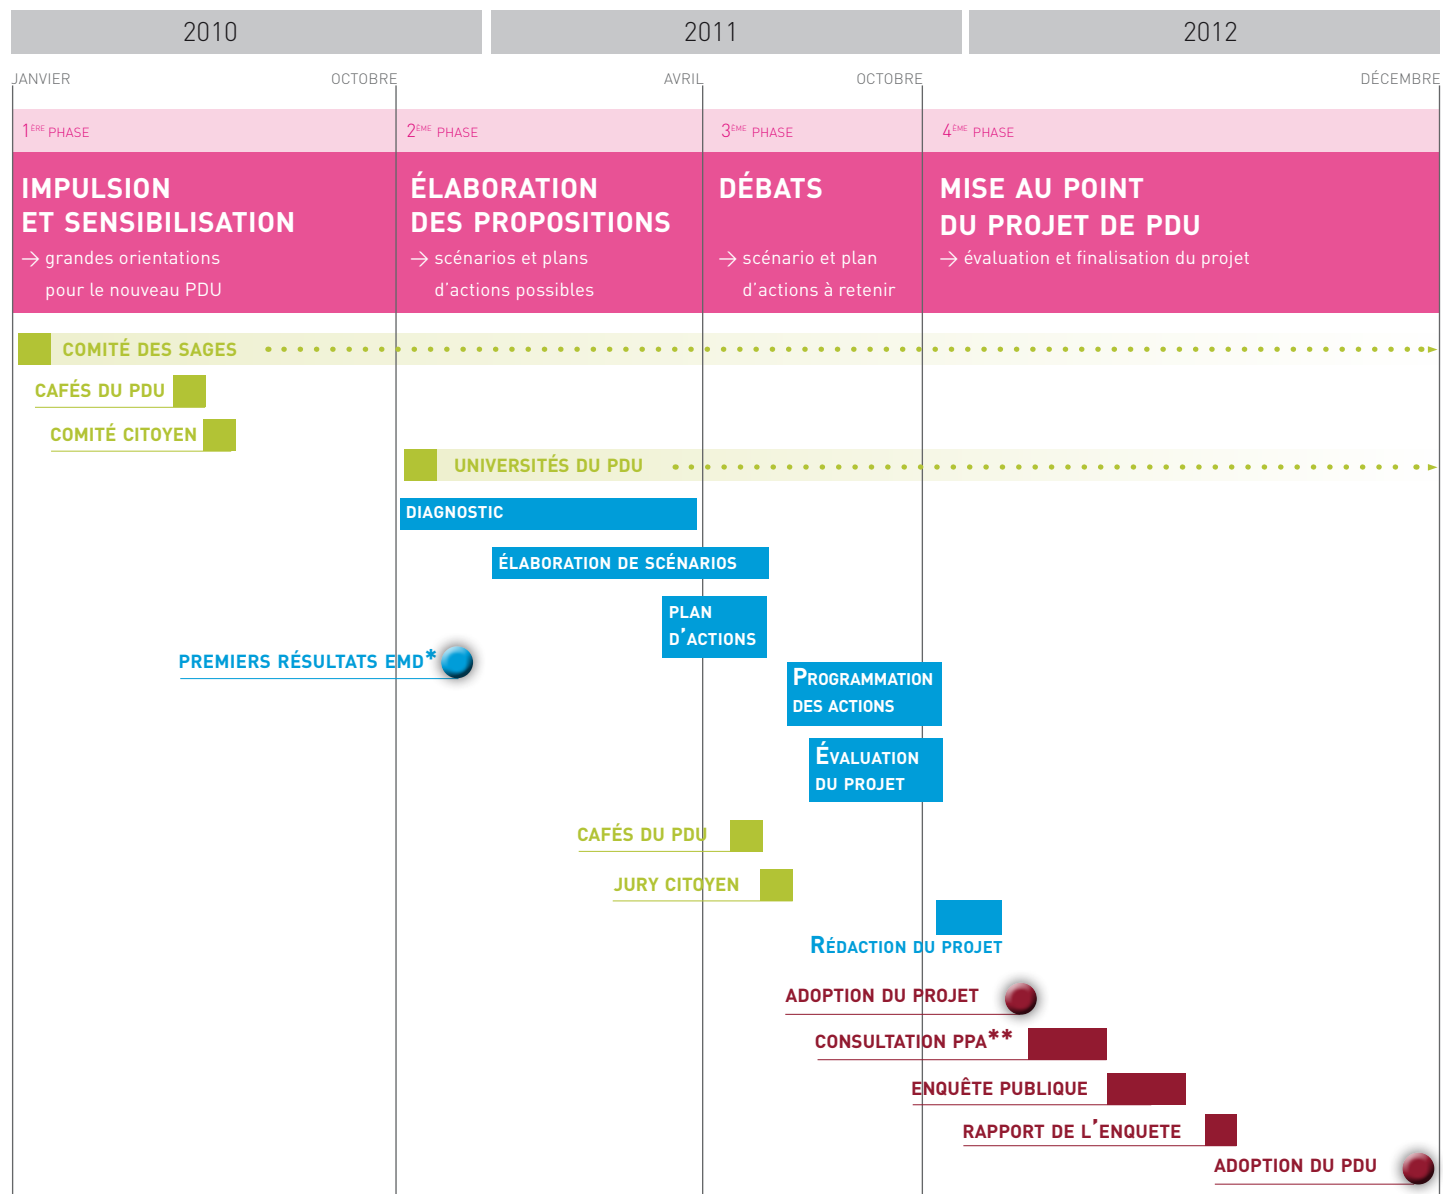 2010
2011
2012
JANVIER
OCTOBRE
AVRIL
OCTOBRE
DÉCEMBRE
1ÈRE PHASE
2ÈME PHASE
3ÈME PHASE
4ÈME PHASE
IMPULSION
ET SENSIBILISATION
→ grandes orientations
pour le nouveau PDU
ÉLABORATION
DES PROPOSITIONS
→ scénarios et plans
d'actions possibles
DÉBATS
→ scénario et plan
d'actions à retenir
MISE AU POINT
DU PROJET DE PDU
→ évaluation et finalisation du projet
COMITÉ DES SAGES
CAFÉS DU PDU
COMITÉ CITOYEN
UNIVERSITÉS DU PDU
DIAGNOSTIC
ÉLABORATION DE SCÉNARIOS
PLAN
D'ACTIONS
PREMIERS RÉSULTATS EMD*
PROGRAMMATION
DES ACTIONS
ÉVALUATION
DU PROJET
CAFÉS DU PDU
JURY CITOYEN
RÉDACTION DU PROJET
ADOPTION DU PROJET
CONSULTATION PPA**
ENQUÊTE PUBLIQUE
RAPPORT DE L'ENQUETE
ADOPTION DU PDU